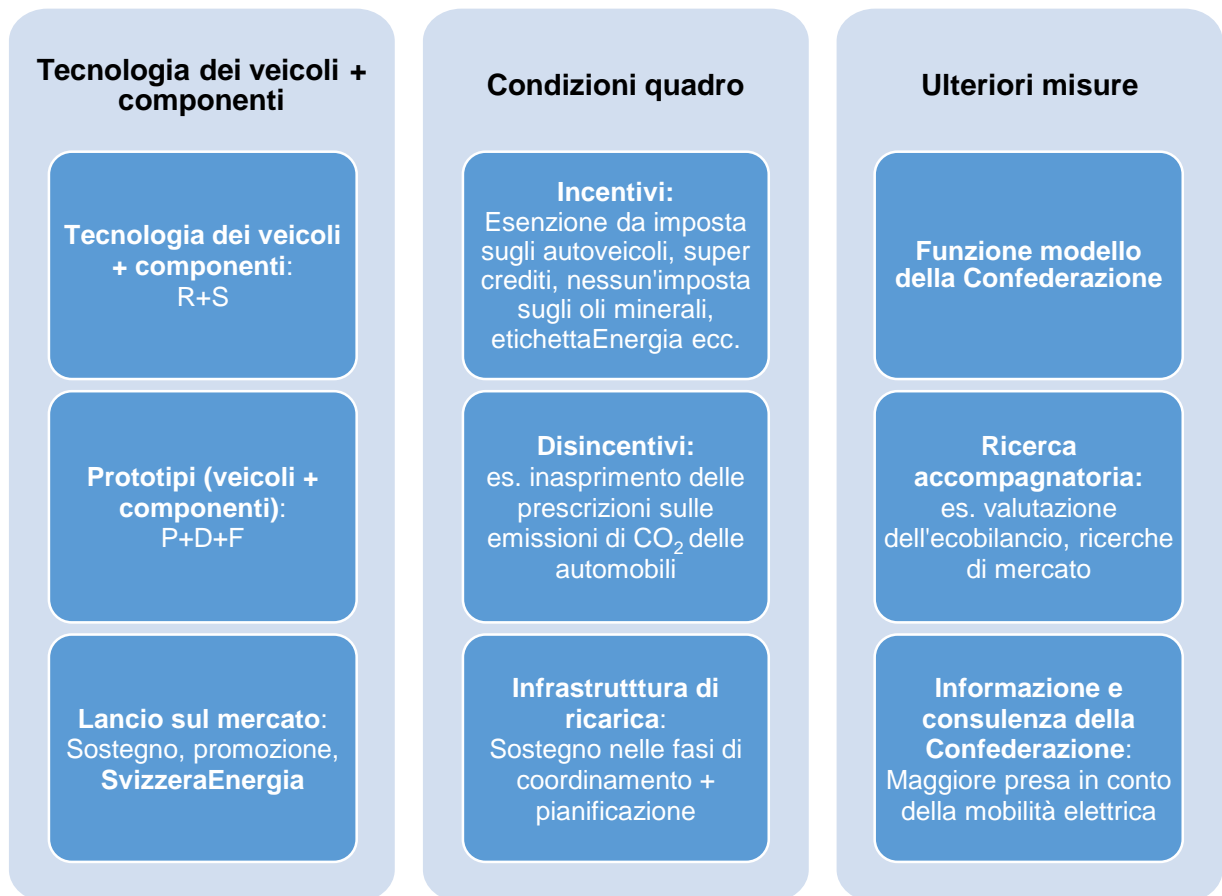 Tecnologia dei veicoli +
componenti
Tecnologia dei veicoli
+ componenti:
R+S
Prototipi (veicoli +
componenti):
P+D+F
Lancio sul mercato:
Sostegno, promozione,
SvizzeraEnergia
Condizioni quadro
Incentivi:
Esenzione da imposta
sugli autoveicoli, super
crediti, nessun'imposta
sugli oli minerali,
etichettaEnergia ecc.
Disincentivi:
es. inasprimento delle
prescrizioni sulle
emissioni di CO₂ delle
automobili
Infrastrutttura di
ricarica:
Sostegno nelle fasi di
coordinamento +
pianificazione
Ulteriori misure
Funzione modello
della Confederazione
Ricerca
accompagnatoria:
es. valutazione
dell'ecobilancio, ricerche
di mercato
Informazione e
consulenza della
Confederazione:
Maggiore presa in conto
della mobilità elettrica